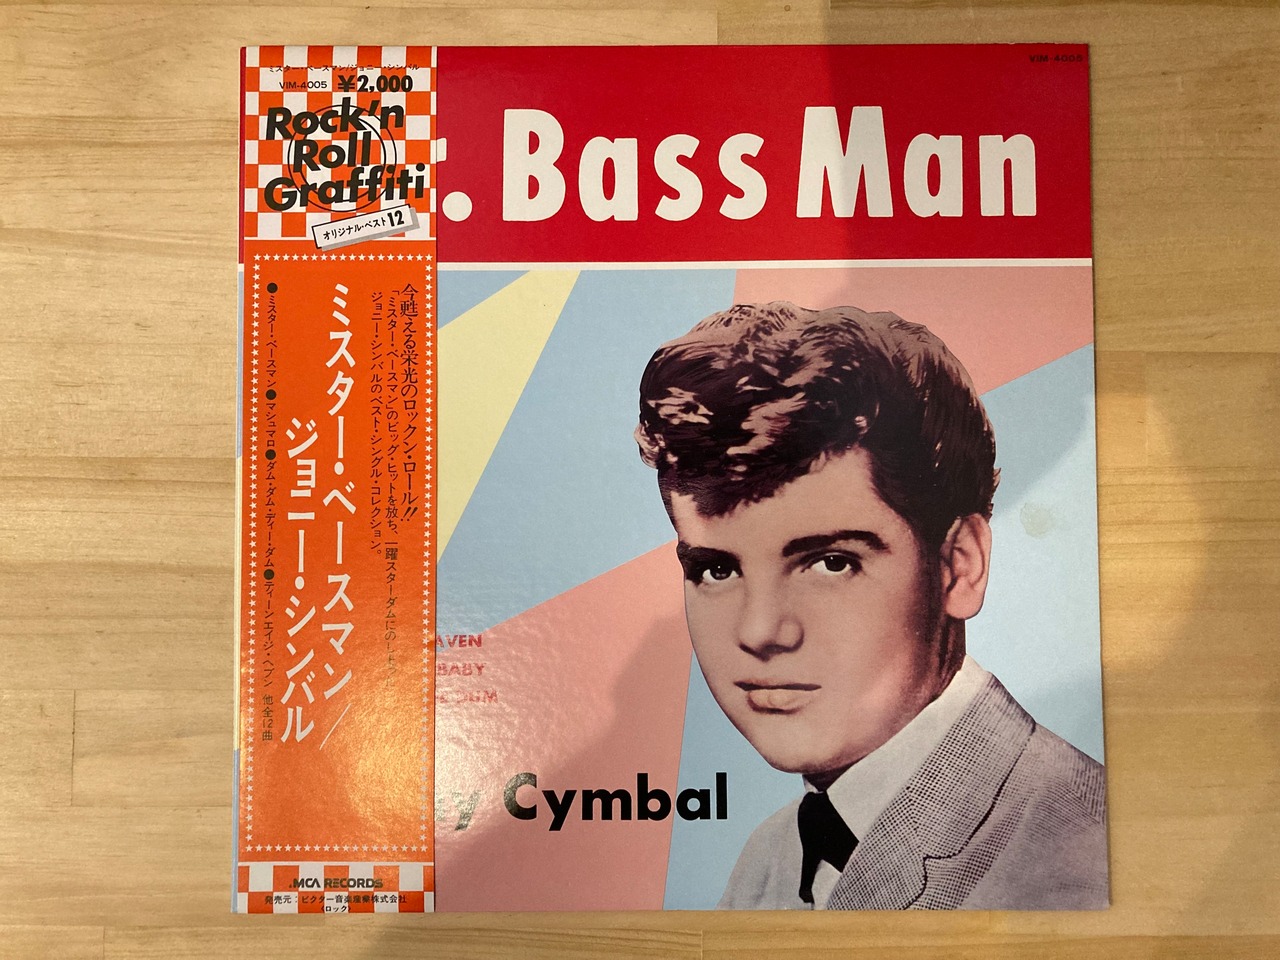 ミスター・ベースマン/ジョニー・シンバル
VIM-4005 ¥2,000
Rock'n
Roll
Graffiti
オリジナル・ベスト12
今甦える栄光のロックン・ロール!!
「ミスター・ベースマン」のビッグ・ヒットを放ち、一躍スターダムにのし
ジョニー・シンバルのベスト・シングル・コレクション。
ミスター・ベースマン/
ジョニー・シンバル
●ミスター・ベースマン●マシュマロ●ダム・ダム・ディー・ダム●ティーンエイジ・ヘブン 他全12曲
MCA RECORDS
発売元:ビクター音楽産業株式会社
(ロック)
VIM-4005
. Bass Man
AVEN
BABY
DUM
y Cymbal